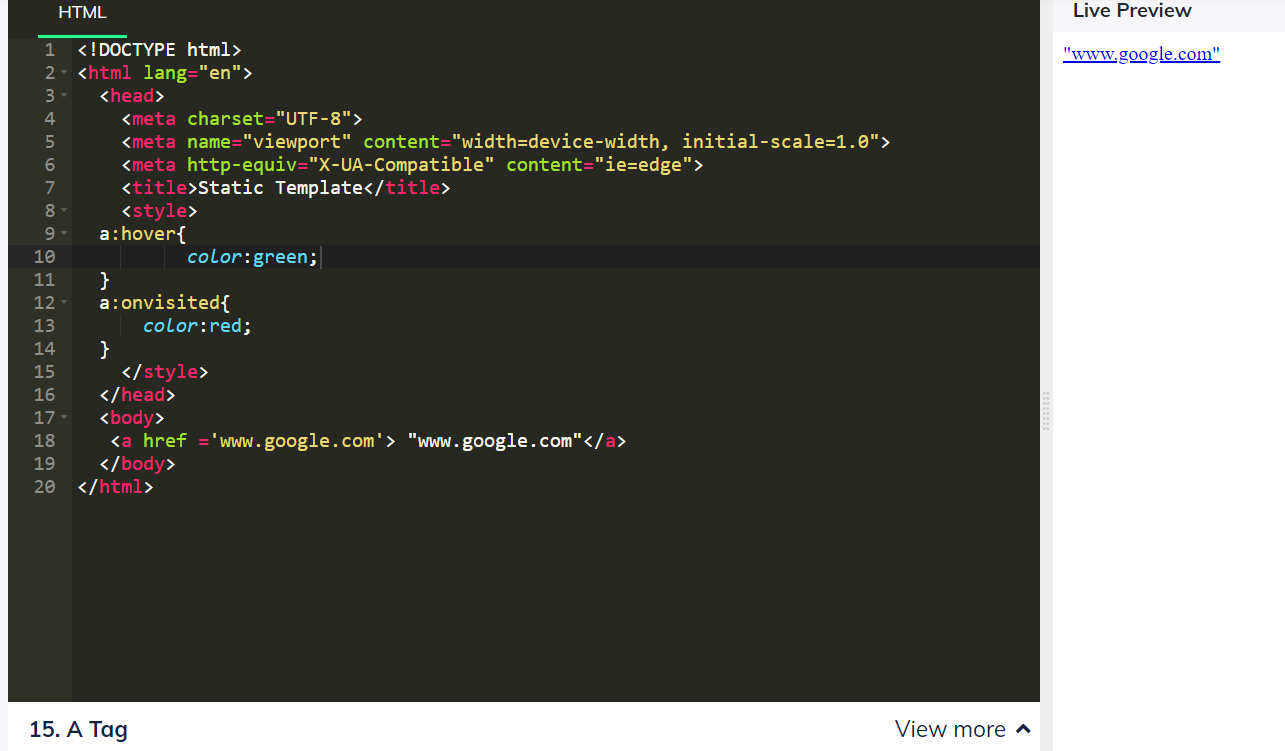 HTML
Live Preview
1 <!DOCTYPE html>
2 <html lang="en">
3 <head>
4 <meta charset="UTF-8">
5 <meta name="viewport" content="width=device-width, initial-scale=1.0">
6 <meta http-equiv="X-UA-Compatible" content="ie=edge">
7 <title>Static Template</title>
8 <style>
9 a:hover{
10 color:green;
11 }
12 a:onvisited{
13 color:red;
14 }
15 </style>
16 </head>
17 <body>
18 <a href ='www.google.com'> "www.google.com"</a>
19 </body>
20 </html>
"www.google.com"
15. A Tag
View more